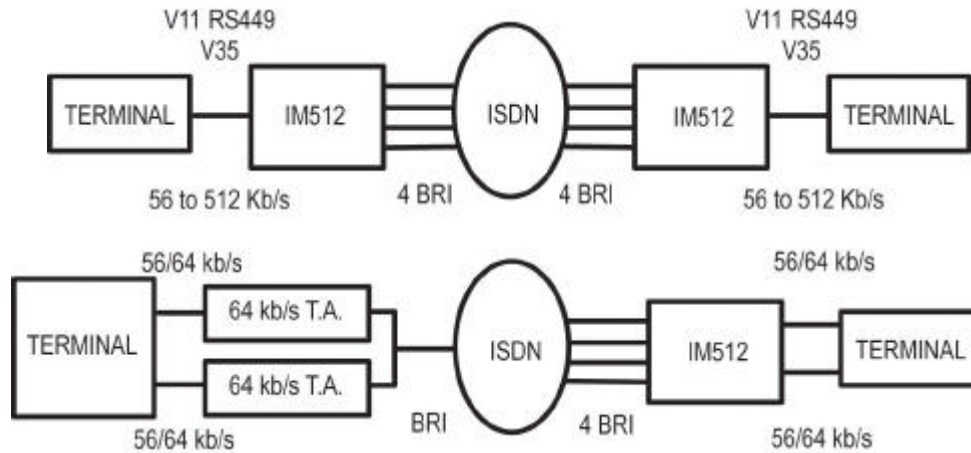 V11 RS449
V35
V11 RS449
V35
TERMINAL
IM512
ISDN
IM512
TERMINAL
56 to 512 Kb/s
4 BRI
4 BRI
56 to 512 Kb/s
56/64 kb/s
56/64 kb/s
TERMINAL
64 kb/s T.A.
64 kb/s T.A.
ISDN
IM512
TERMINAL
BRI
4 BRI
56/64 kb/s
56/64 kb/s